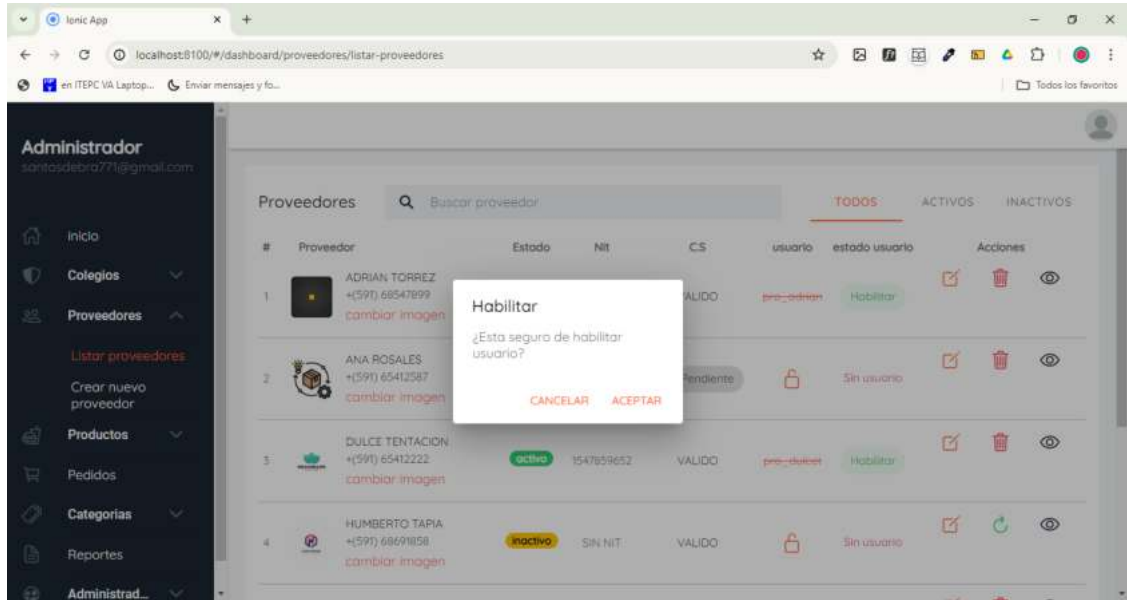 Ionic App
localhost:8100/#/dashboard/proveedores/listar-proveedores
en ITEPC VA Laptop...
Enviar mensajes y fo...
Todos los favoritos
Administrador
santosdebra771@gmail.com
Inicio
Colegios
Proveedores
Listar proveedores
Crear nuevo
proveedor
Productos
Pedidos
Categorias
Reportes
Administrad...
Proveedores
Buscar proveedor
TODOS ACTIVOS INACTIVOS
# Proveedor Estado Nit CS usuario estado usuario Acciones
ADRIAN TORREZ
1 +(591) 68547899 VALIDO pro_adrian Habilitar
cambiar imagen
ANA ROSALES
2 +(591) 65412587 Pendiente Sin usuario
cambiar imagen
DULCE TENTACION
3 +(591) 65412222 activo 1547859652 VALIDO pro_dulcet Habilitar
cambiar imagen
HUMBERTO TAPIA
4 +(591) 68691858 inactivo SIN NIT VALIDO Sin usuario
cambiar imagen
Habilitar
¿Esta seguro de habilitar
usuario?
CANCELAR ACEPTAR